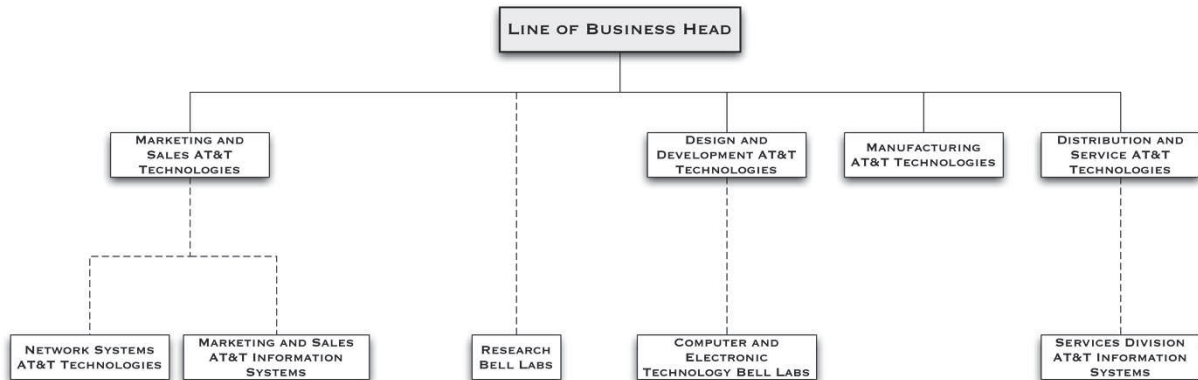 Line of Business Head
Marketing and
Sales AT&T
Technologies
Design and
Development AT&T
Technologies
Manufacturing
AT&T Technologies
Distribution and
Service AT&T
Technologies
Network Systems
AT&T Technologies
Marketing and Sales
AT&T Information
Systems
Research
Bell Labs
Computer and
Electronic
Technology Bell Labs
Services Division
AT&T Information
Systems